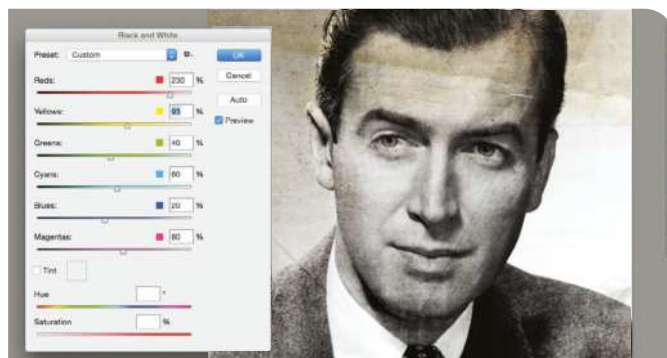 Black and White
Preset: Custom
OK
Reds: 230 %
Cancel
Yellows: 93 %
Auto
Preview
Greens: 40 %
Cyans: 60 %
Blues: 20 %
Magentas: 80 %
Tint
Hue °
Saturation %